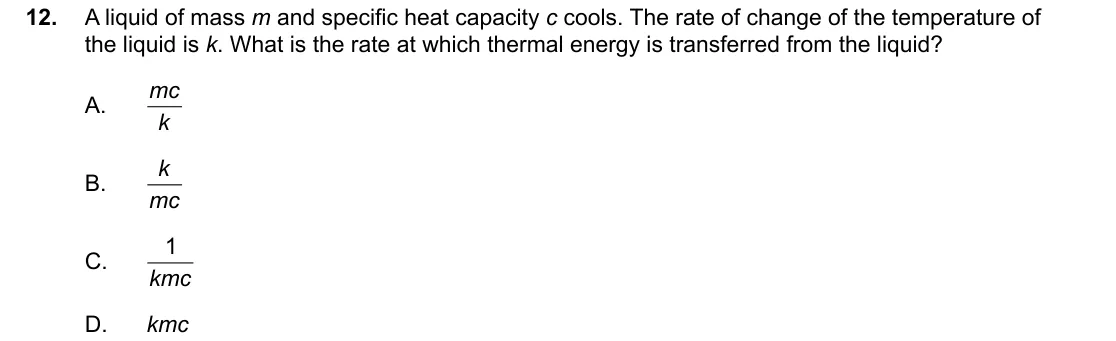 12. A liquid of mass m and specific heat capacity c cools. The rate of change of the temperature of
the liquid is k. What is the rate at which thermal energy is transferred from the liquid?
A. mc
k
B. k
mc
C. 1
kmc
D. kmc